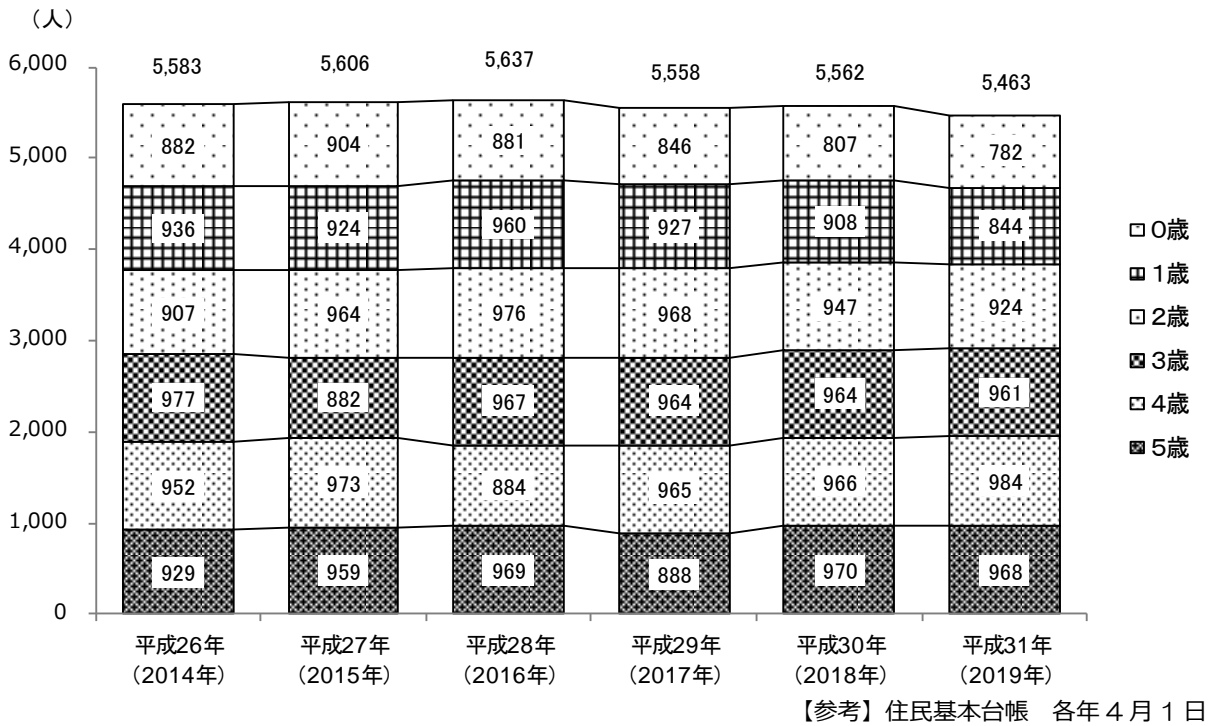 （人）
6,000
5,000
4,000
3,000
2,000
1,000
0
5,583 5,606 5,637 5,558 5,562 5,463
882 904 881 846 807 782
936 924 960 927 908 844
907 964 976 968 947 924
977 882 967 964 964 961
952 973 884 965 966 984
929 959 969 888 970 968
平成26年 平成27年 平成28年 平成29年 平成30年 平成31年
（2014年） （2015年） （2016年） （2017年） （2018年） （2019年）
0歳
1歳
2歳
3歳
4歳
5歳
【参考】住民基本台帳　各年４月１日